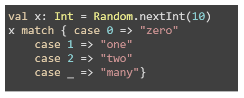 val x: Int = Random.nextInt(10)
x match { case 0 => "zero"
    case 1 => "one"
    case 2 => "two"
    case _ => "many"}